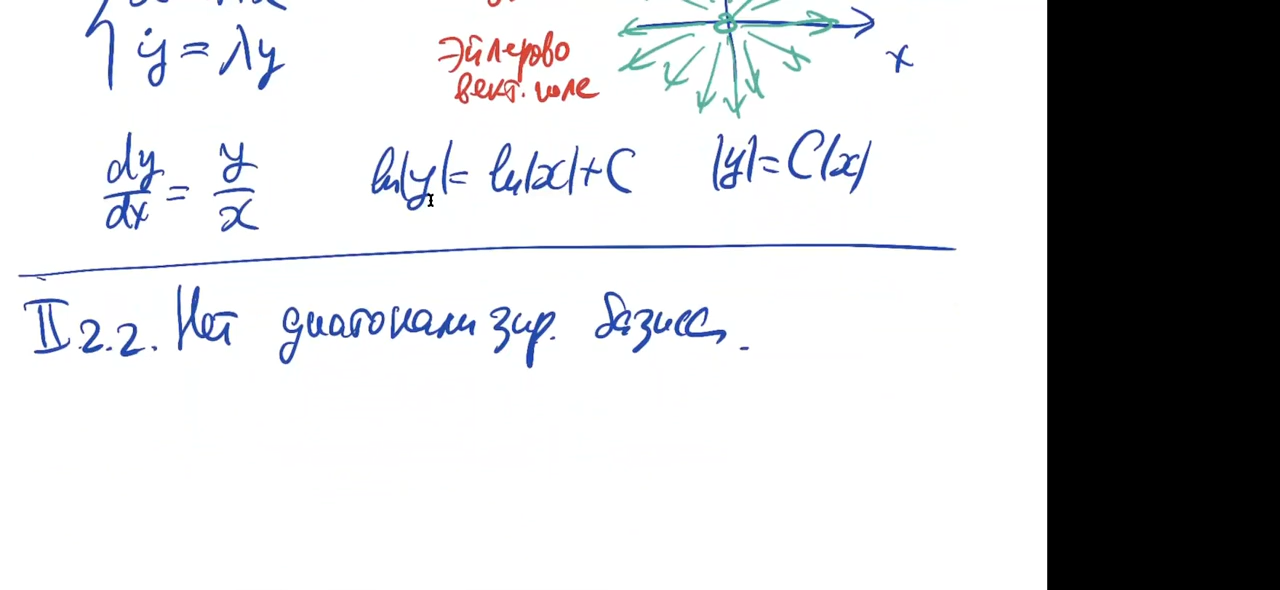 ẏ = λy
Эйлерово
вект. поле
x
dy/dx = y/x ln|y| = ln|x| + C |y| = C|x|
II 2.2. Нет диагонализир. базиса.